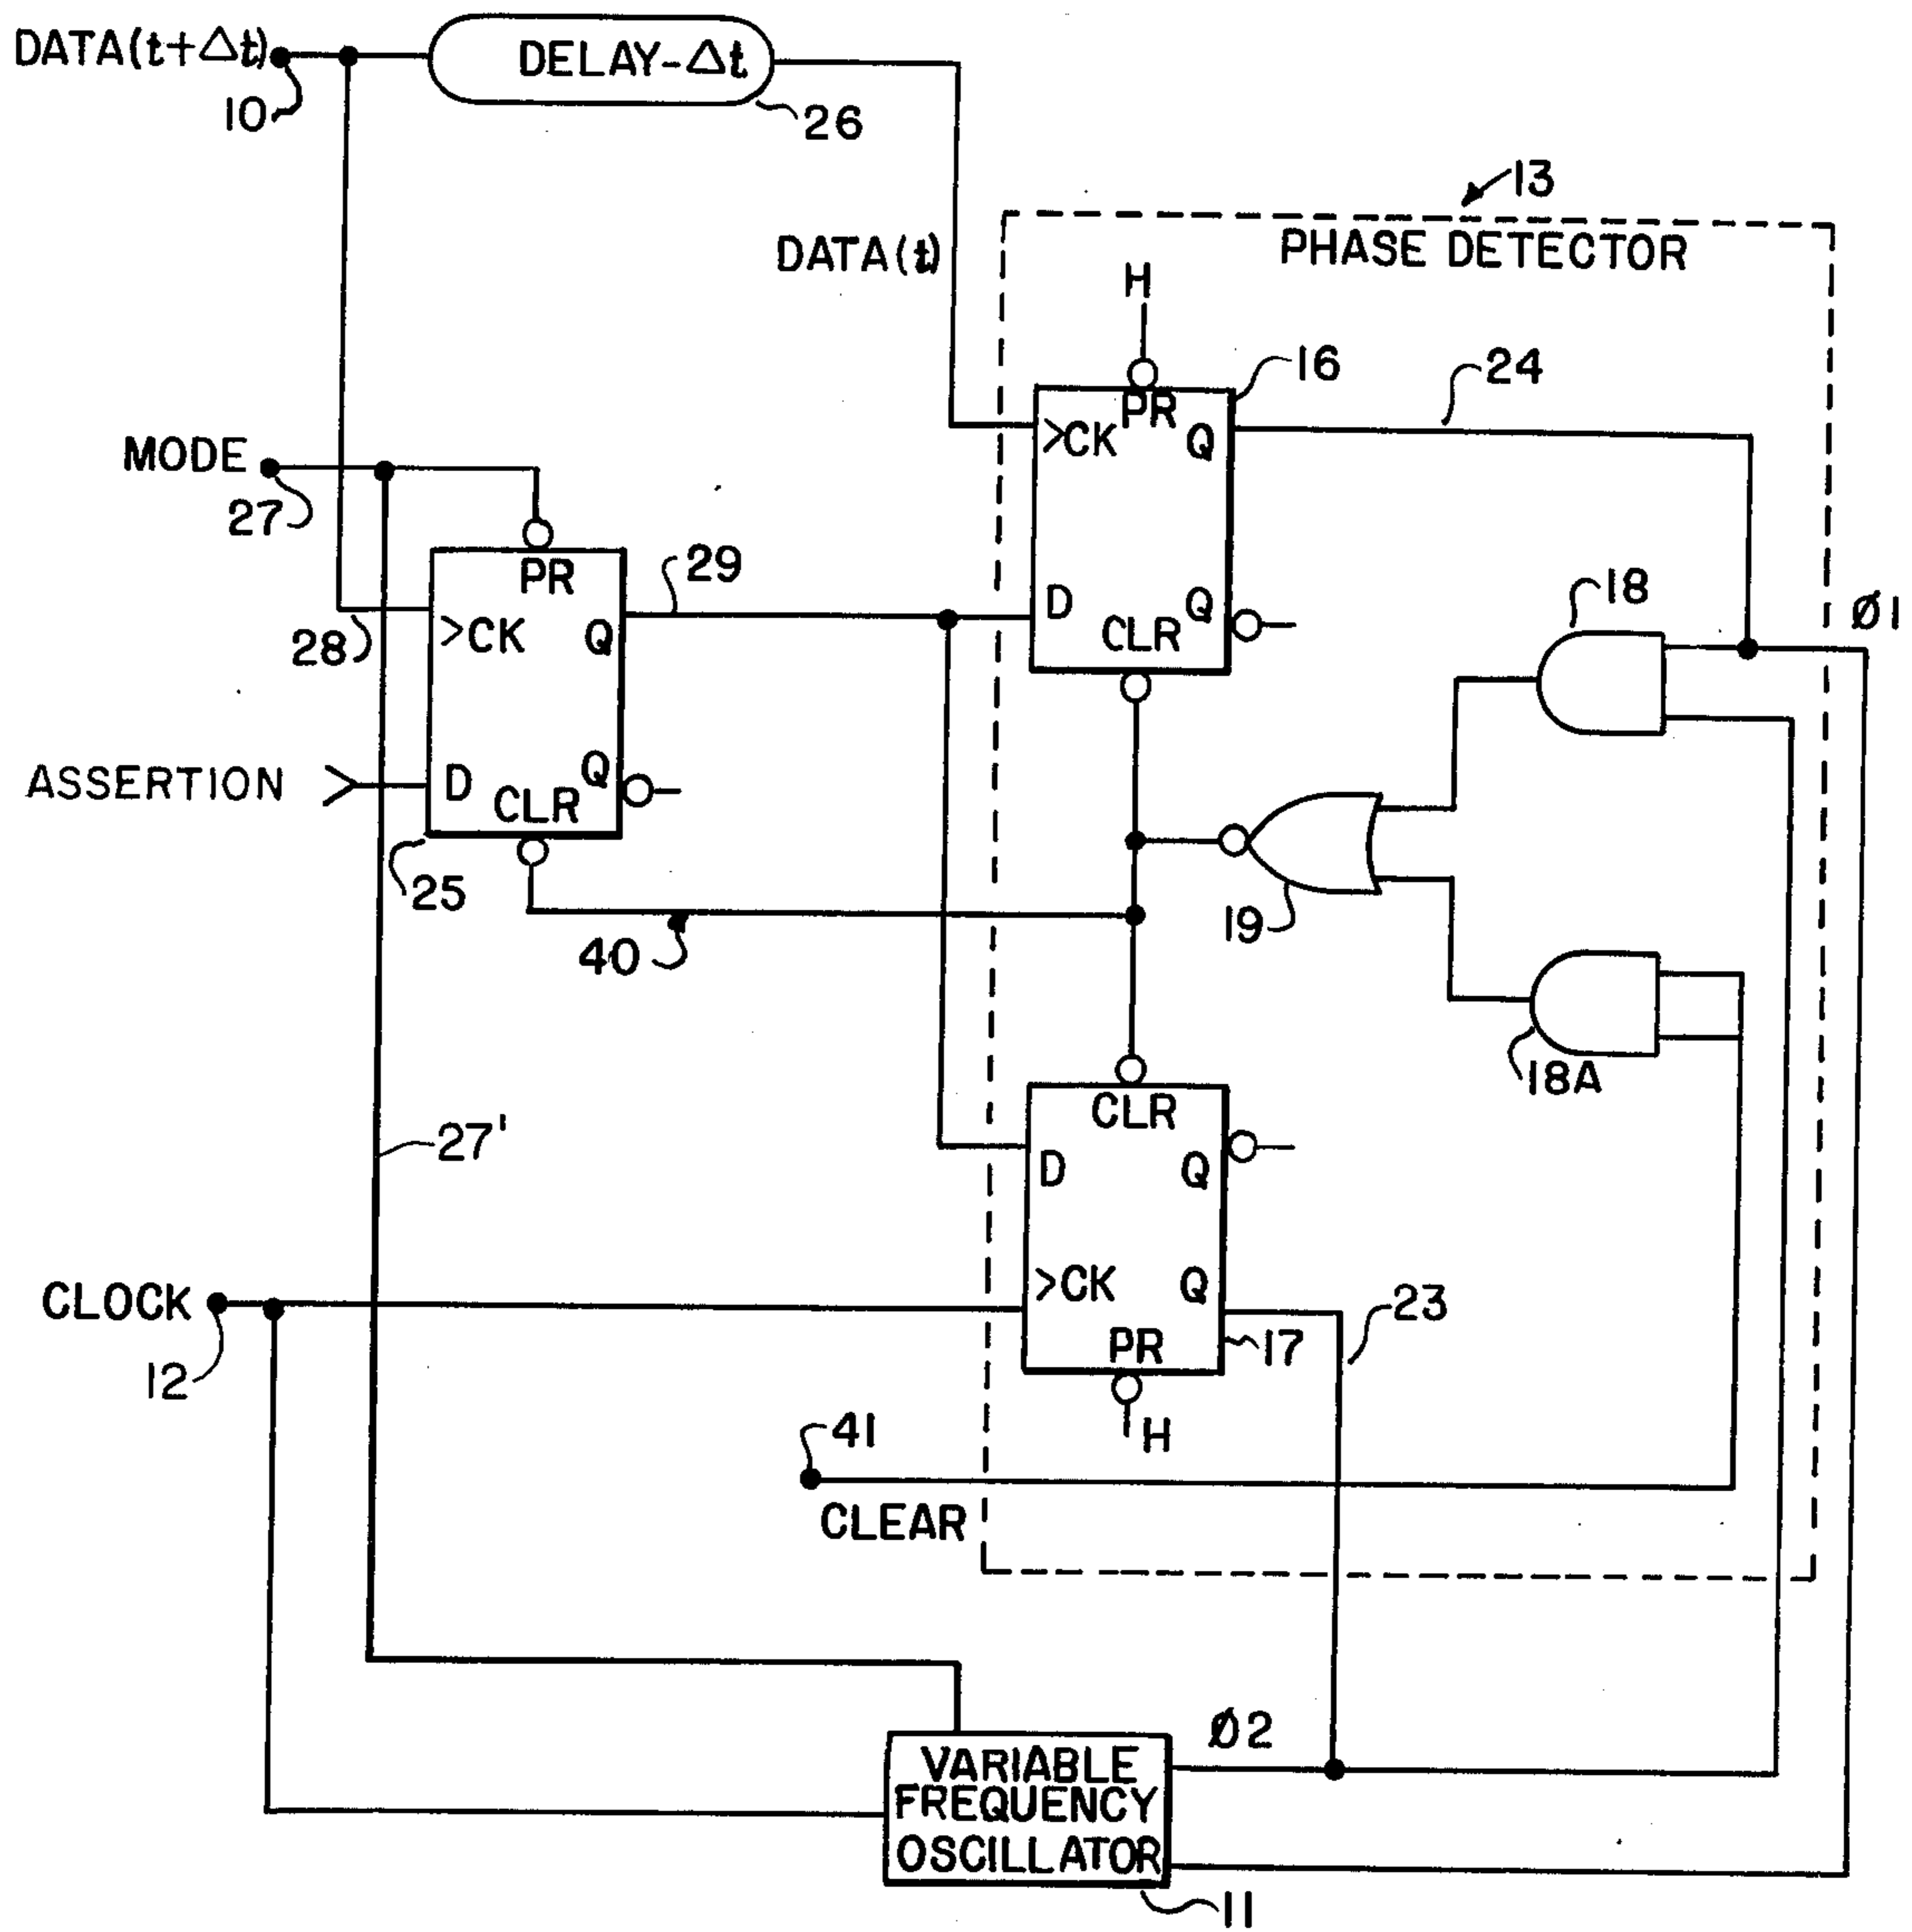 DATA(t+Δt)
10
DELAY-Δt
26
13
PHASE DETECTOR
DATA(t)
H
16
24
PR
>CK
Q
MODE
27
29
18
Ø1
PR
>CK
Q
28
D
Q
CLR
ASSERTION
D
Q
CLR
25
19
40
18A
CLR
D
Q
27'
>CK
Q
PR
17
23
CLOCK
12
H
41
CLEAR
Ø2
VARIABLE
FREQUENCY
OSCILLATOR
11